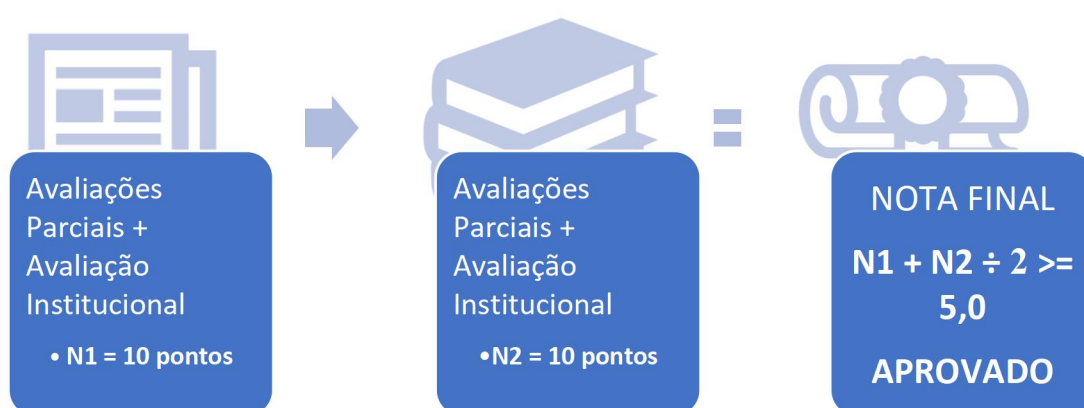 Avaliações
Parciais +
Avaliação
Institucional
• N1 = 10 pontos
Avaliações
Parciais +
Avaliação
Institucional
•N2 = 10 pontos
NOTA FINAL
N1 + N2 ÷ 2 >=
5,0
APROVADO